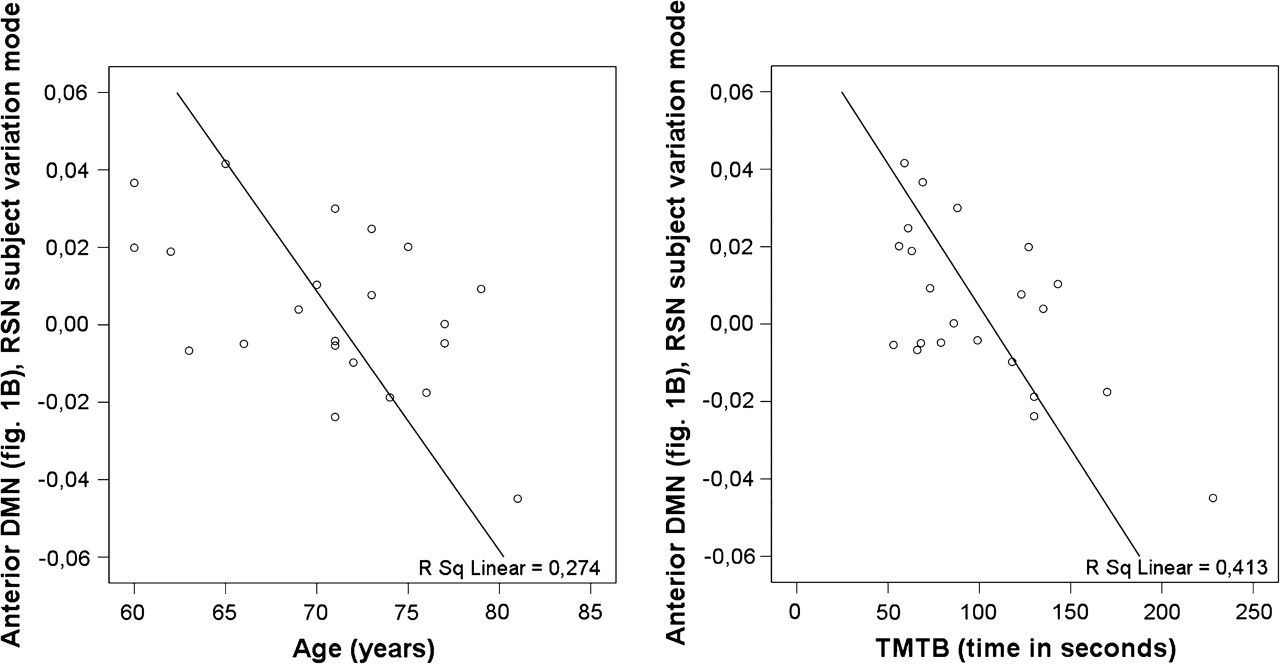 Anterior DMN (fig. 1B), RSN subject variation mode
0,06
0,04
0,02
0,00
-0,02
-0,04
-0,06
R Sq Linear = 0,274
60 65 70 75 80 85
Age (years)
Anterior DMN (fig. 1B), RSN subject variation mode
0,06
0,04
0,02
0,00
-0,02
-0,04
-0,06
R Sq Linear = 0,413
0 50 100 150 200 250
TMTB (time in seconds)